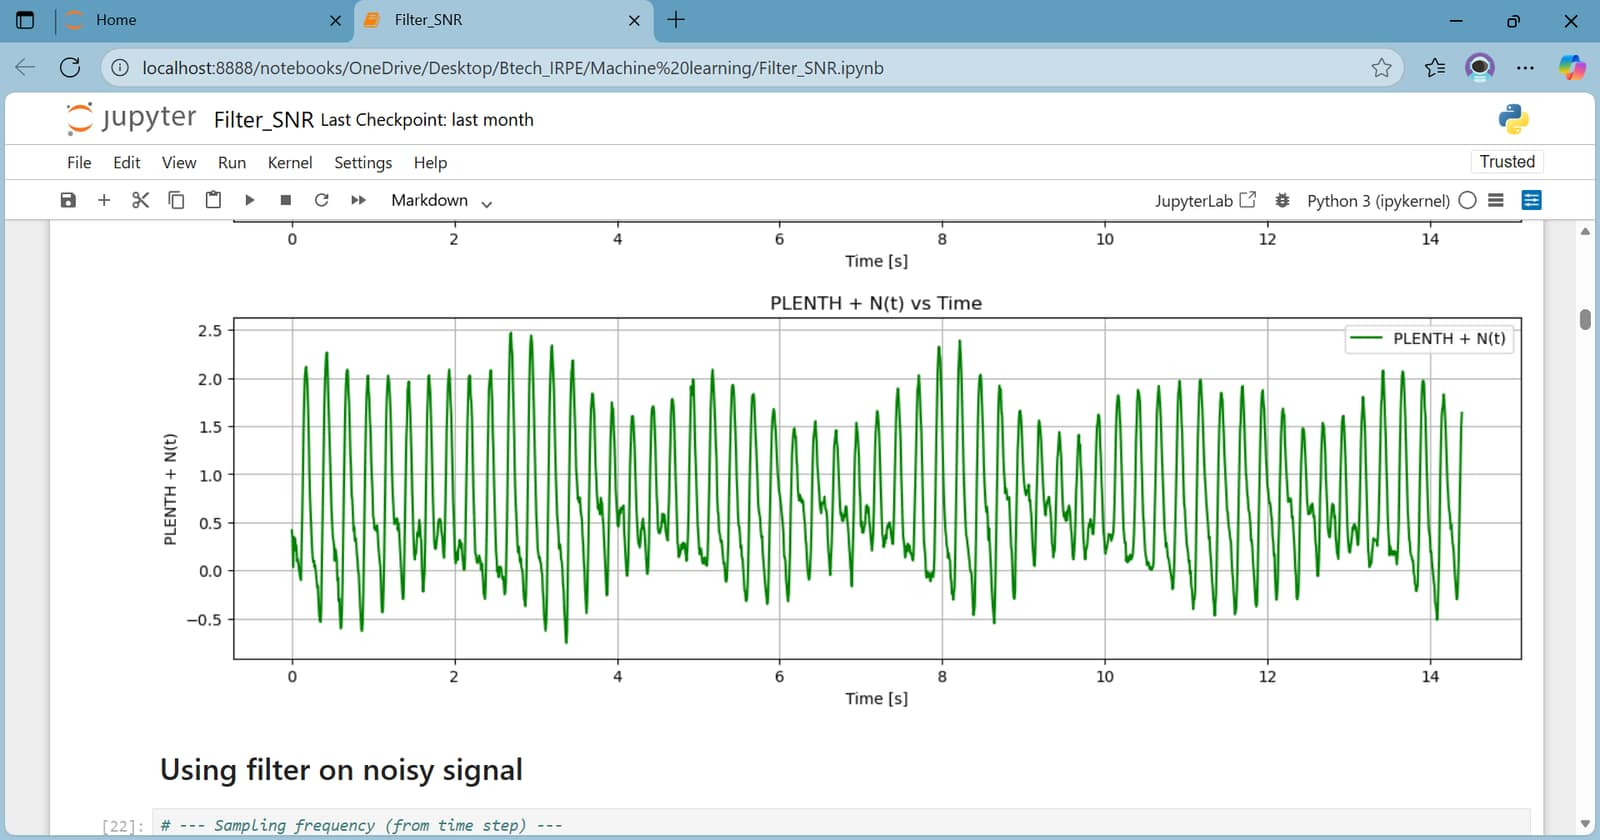 Home
Filter_SNR
localhost:8888/notebooks/OneDrive/Desktop/Btech_IRPE/Machine%20learning/Filter_SNR.ipynb
jupyter Filter_SNR Last Checkpoint: last month
File Edit View Run Kernel Settings Help
Trusted
Markdown
JupyterLab
Python 3 (ipykernel)
0 2 4 6 8 10 12 14
Time [s]
PLENTH + N(t) vs Time
PLENTH + N(t)
PLENTH + N(t)
2.5
2.0
1.5
1.0
0.5
0.0
−0.5
0 2 4 6 8 10 12 14
Time [s]
Using filter on noisy signal
[22]: # --- Sampling frequency (from time step) ---